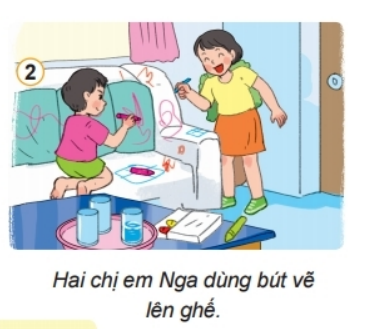 2
Hai chị em Nga dùng bút vẽ
lên ghế.